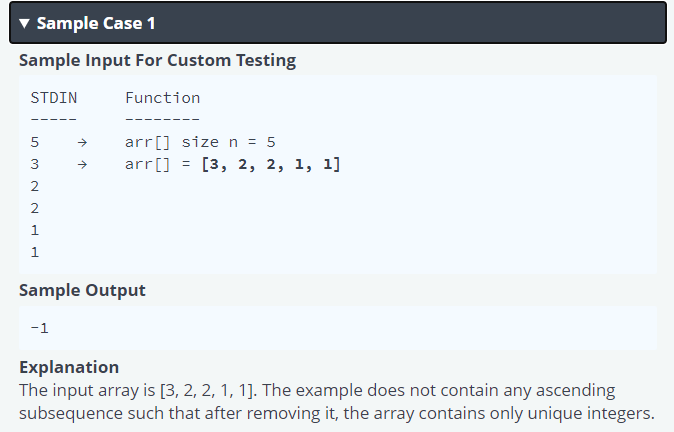 ▼ Sample Case 1
Sample Input For Custom Testing
STDIN Function
----- --------
5 → arr[] size n = 5
3 → arr[] = [3, 2, 2, 1, 1]
2
2
1
1
Sample Output
-1
Explanation
The input array is [3, 2, 2, 1, 1]. The example does not contain any ascending
subsequence such that after removing it, the array contains only unique integers.